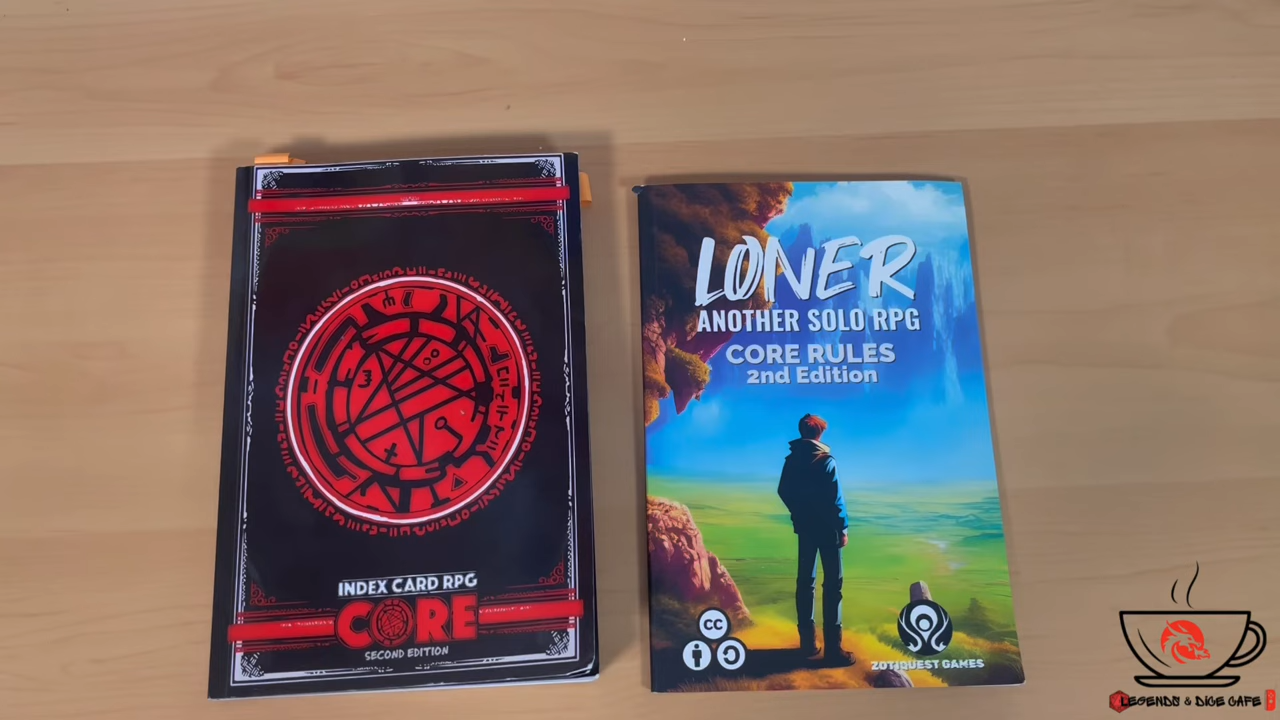 INDEX CARD RPG
CORE
SECOND EDITION
LONER
ANOTHER SOLO RPG
CORE RULES
2nd Edition
cc
ZOTIQUEST GAMES
LEGENDS & DICE CAFE